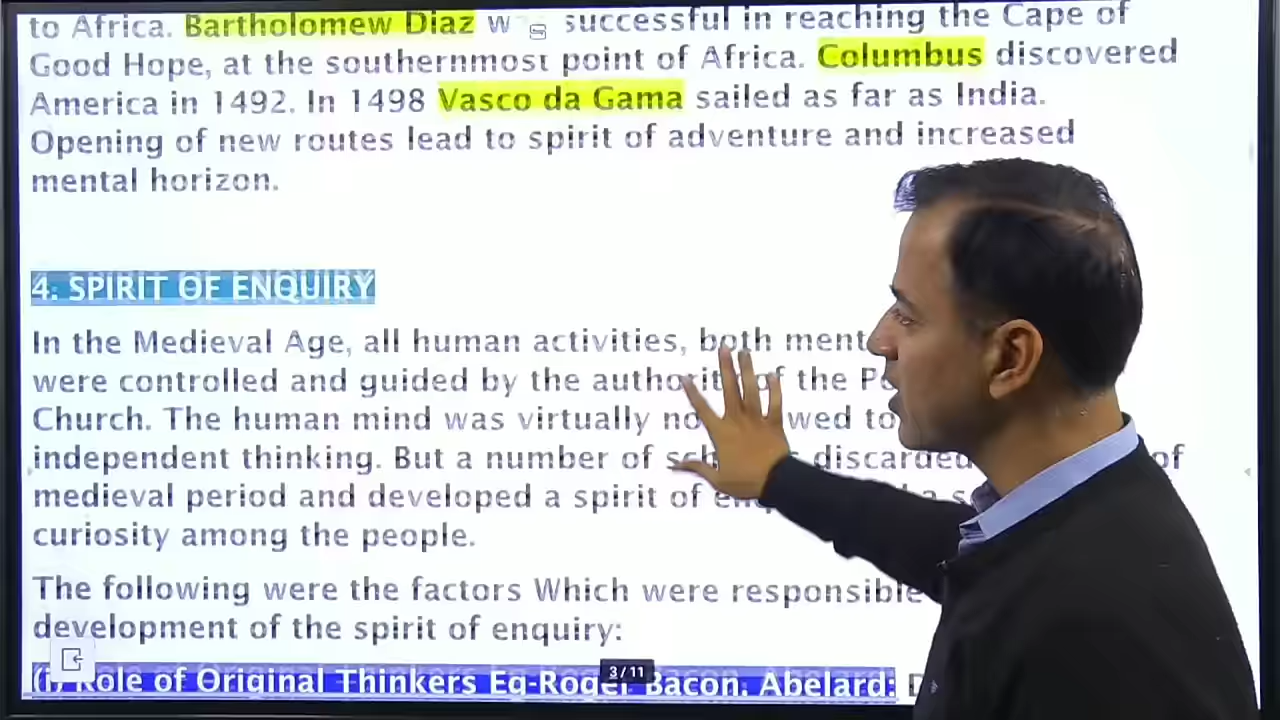 to Africa. Bartholomew Diaz w successful in reaching the Cape of
Good Hope, at the southernmost point of Africa. Columbus discovered
America in 1492. In 1498 Vasco da Gama sailed as far as India.
Opening of new routes lead to spirit of adventure and increased
mental horizon.
4: SPIRIT OF ENQUIRY
In the Medieval Age, all human activities, both ment
were controlled and guided by the authority of the P
Church. The human mind was virtually no wed to
independent thinking. But a number of discarded of
medieval period and developed a spirit of
curiosity among the people.
The following were the factors Which were responsible
development of the spirit of enquiry:
(i) Role of Original Thinkers Eg-Roger Bacon, Abelard:
3/11